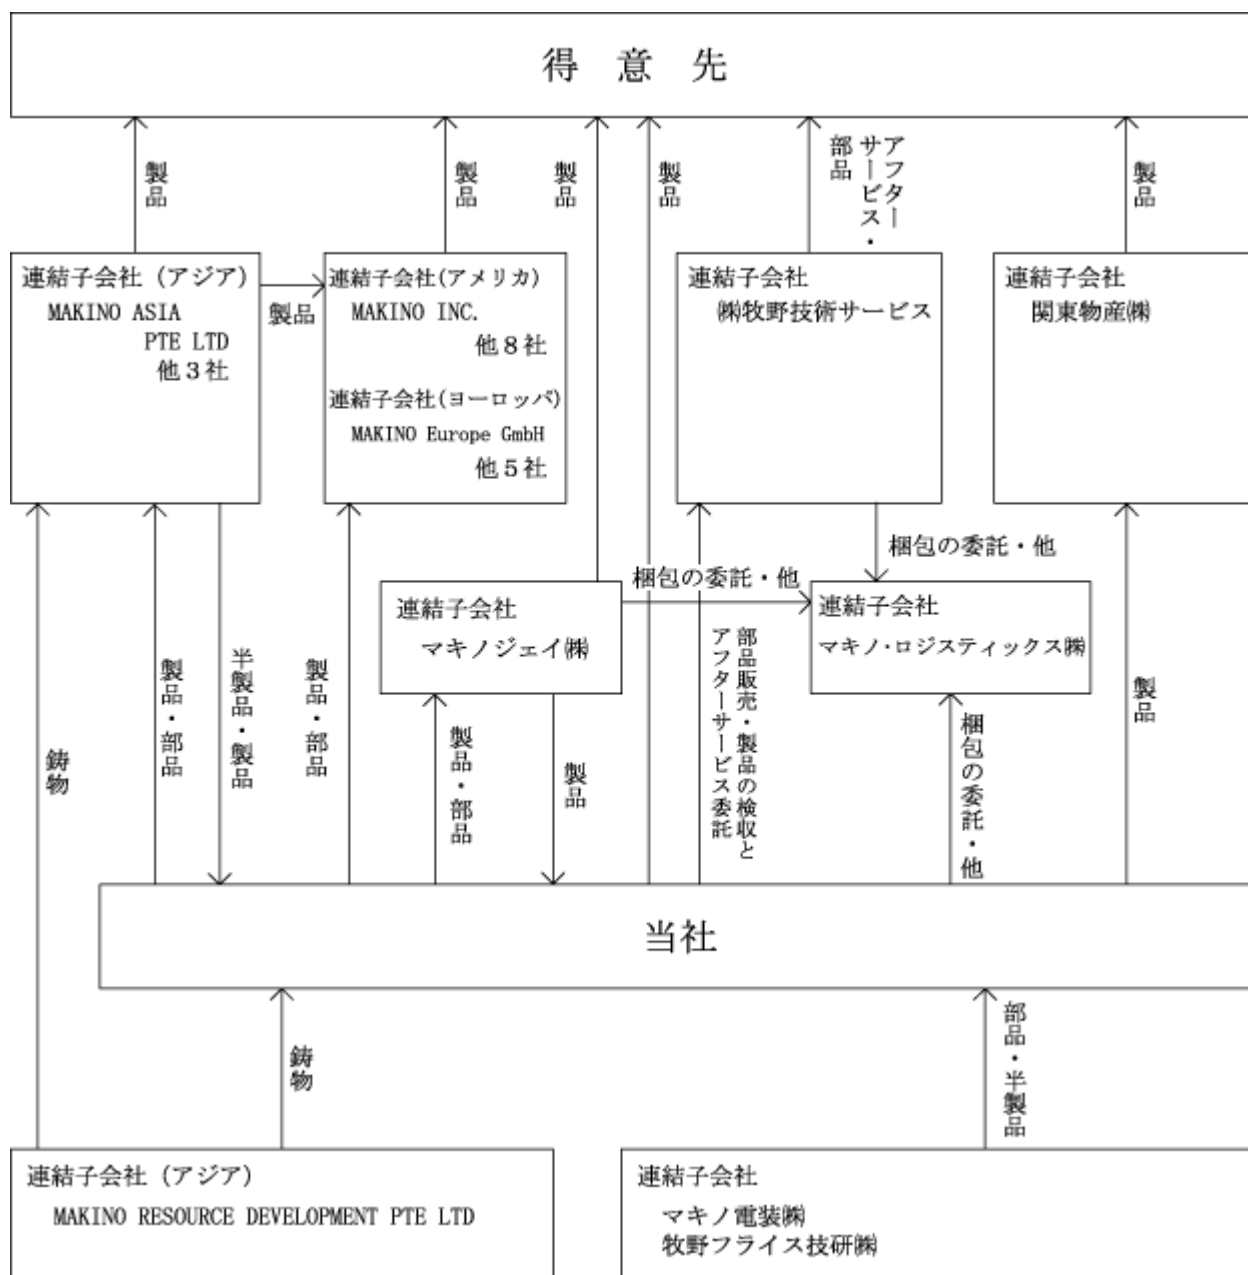 得 意 先
製品
製品
製品
製品
アフター
サービス・
部品
製品
連結子会社（アジア）
MAKINO ASIA
PTE LTD
他３社
製品
連結子会社(アメリカ)
MAKINO INC.
他８社
連結子会社(ヨーロッパ)
MAKINO Europe GmbH
他５社
連結子会社
㈱牧野技術サービス
連結子会社
関東物産㈱
梱包の委託・他
梱包の委託・他
連結子会社
マキノジェイ㈱
連結子会社
マキノ・ロジスティックス㈱
鋳物
製品・部品
半製品・製品
製品・部品
製品・部品
製品
部品販売・製品の検収と
アフターサービス委託
梱包の委託・他
製品
当社
鋳物
部品・半製品
連結子会社（アジア）
MAKINO RESOURCE DEVELOPMENT PTE LTD
連結子会社
マキノ電装㈱
牧野フライス技研㈱